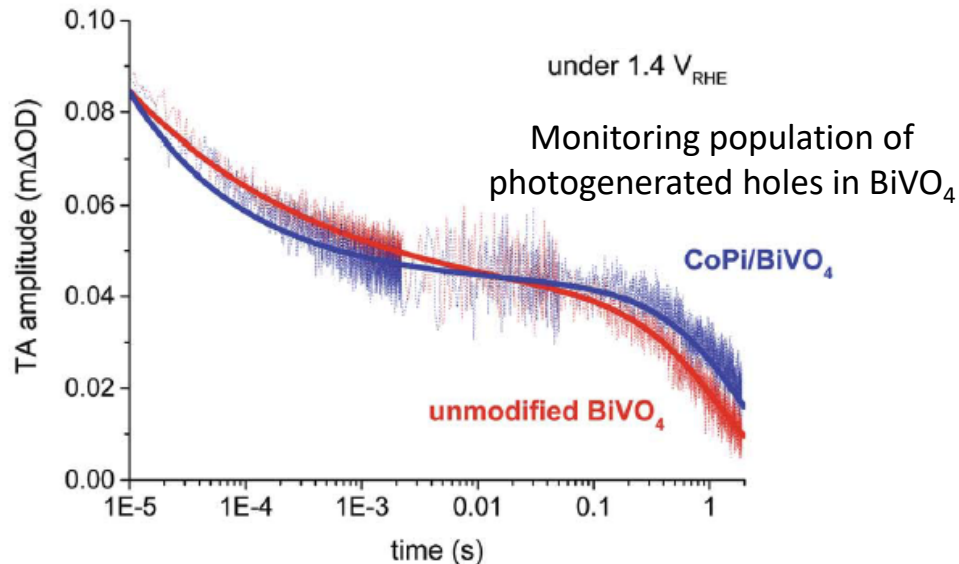 0.10
0.08
0.06
0.04
0.02
0.00
TA amplitude (mΔOD)
under 1.4 V_RHE
Monitoring population of
photogenerated holes in BiVO₄
CoPi/BiVO₄
unmodified BiVO₄
1E-5 1E-4 1E-3 0.01 0.1 1
time (s)